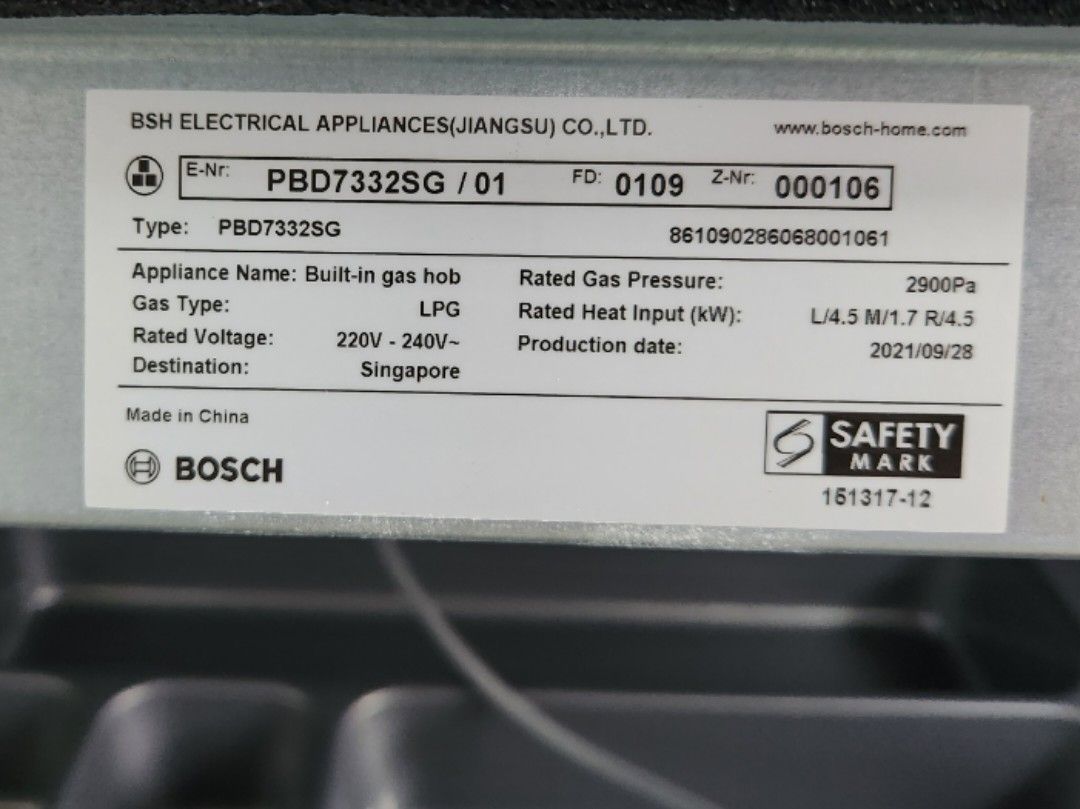 BSH ELECTRICAL APPLIANCES(JIANGSU) CO.,LTD. www.bosch-home.com
E-Nr: PBD7332SG / 01 FD: 0109 Z-Nr: 000106
Type: PBD7332SG 861090286068001061
Appliance Name: Built-in gas hob Rated Gas Pressure: 2900Pa
Gas Type: LPG Rated Heat Input (kW): L/4.5 M/1.7 R/4.5
Rated Voltage: 220V - 240V~ Production date: 2021/09/28
Destination: Singapore
Made in China
BOSCH
SAFETY
MARK
151317-12